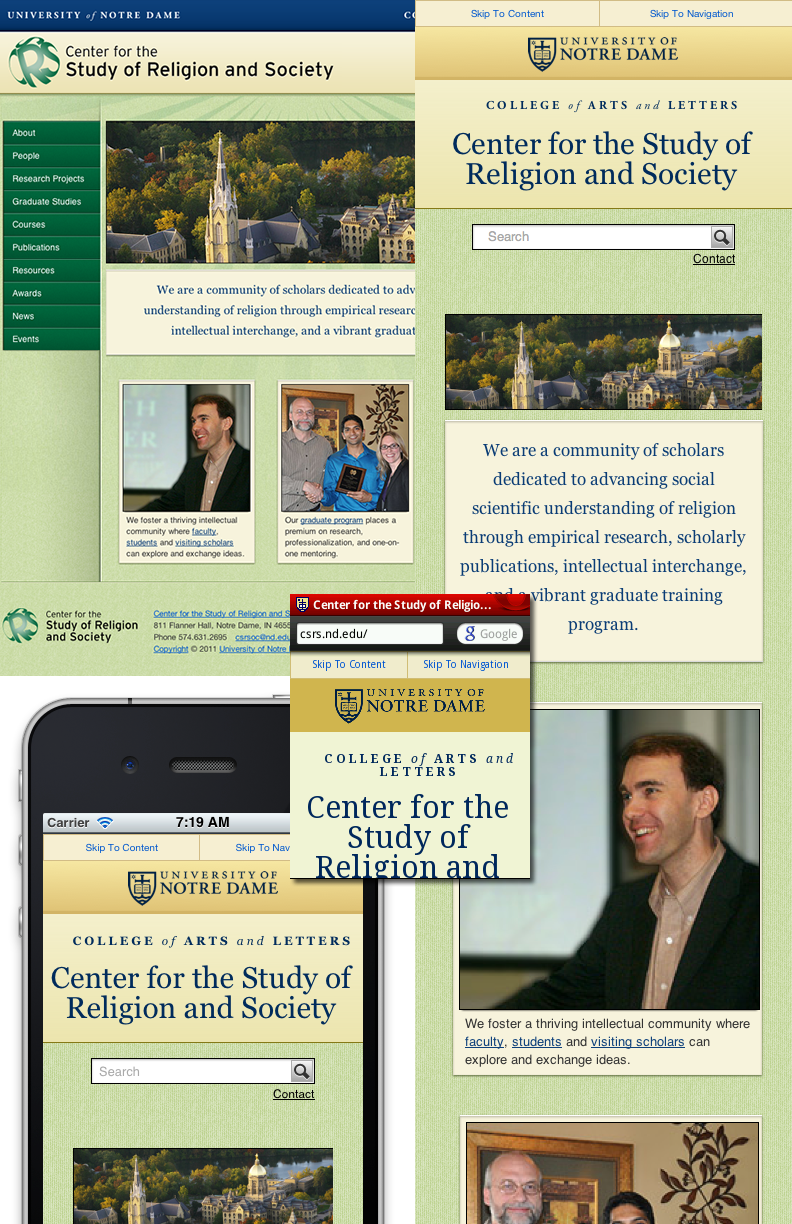 UNIVERSITY of NOTRE DAME
Center for the
Study of Religion and Society
About
People
Research Projects
Graduate Studies
Courses
Publications
Resources
Awards
News
Events
We are a community of scholars dedicated to adv
understanding of religion through empirical researc
intellectual interchange, and a vibrant graduat
We foster a thriving intellectual
community where faculty,
students and visiting scholars
can explore and exchange ideas.
Our graduate program places a
premium on research,
professionalization, and one-on-
one mentoring.
Center for the
Study of Religion
and Society
Center for the Study of Religion and S
811 Flanner Hall, Notre Dame, IN 4655
Phone 574.631.2695 csrsoc@nd.edu
Copyright © 2011 University of Notre
Skip To Content Skip To Navigation
UNIVERSITY OF
NOTRE DAME
COLLEGE of ARTS and LETTERS
Center for the Study of
Religion and Society
Search
Contact
We are a community of scholars
dedicated to advancing social
scientific understanding of religion
through empirical research, scholarly
publications, intellectual interchange,
and a vibrant graduate training
program.
We foster a thriving intellectual community where
faculty, students and visiting scholars can
explore and exchange ideas.
Center for the Study of Religio...
csrs.nd.edu/ Google
Skip To Content Skip To Navigation
UNIVERSITY OF
NOTRE DAME
COLLEGE of ARTS and
LETTERS
Center for the
Study of
Religion and
Carrier 7:19 AM
Skip To Content Skip To Nav
UNIVERSITY OF
NOTRE DAME
COLLEGE of ARTS and LETTERS
Center for the Study of
Religion and Society
Search
Contact